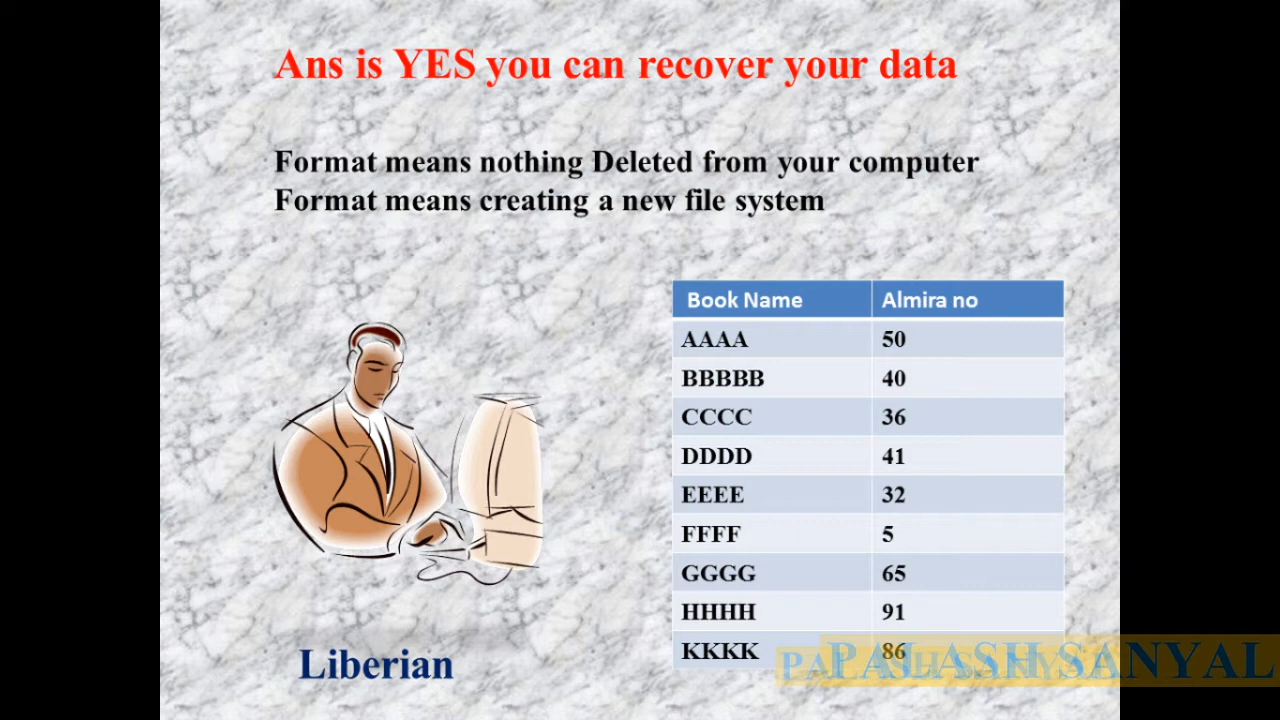 Ans is YES you can recover your data
Format means nothing Deleted from your computer
Format means creating a new file system
Book Name Almira no
AAAA 50
BBBBB 40
CCCC 36
DDDD 41
EEEE 32
FFFF 5
GGGG 65
HHHH 91
KKKK 86
Liberian
PALASH SANYAL